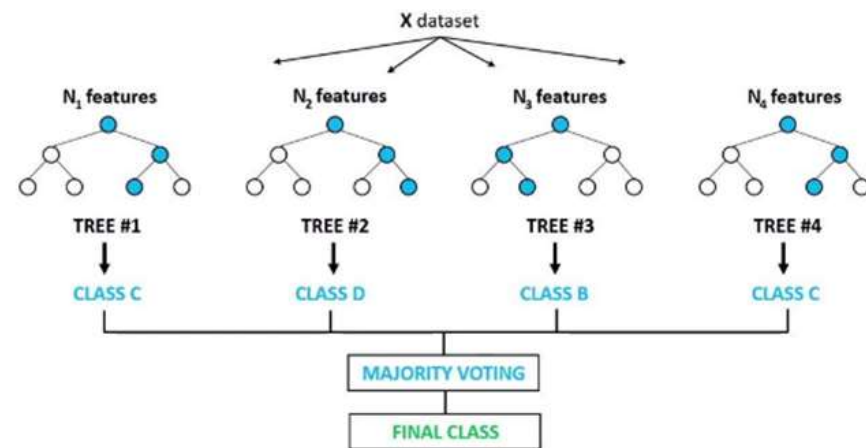 X dataset
N₁ features
N₂ features
N₃ features
N₄ features
TREE #1
TREE #2
TREE #3
TREE #4
CLASS C
CLASS D
CLASS B
CLASS C
MAJORITY VOTING
FINAL CLASS